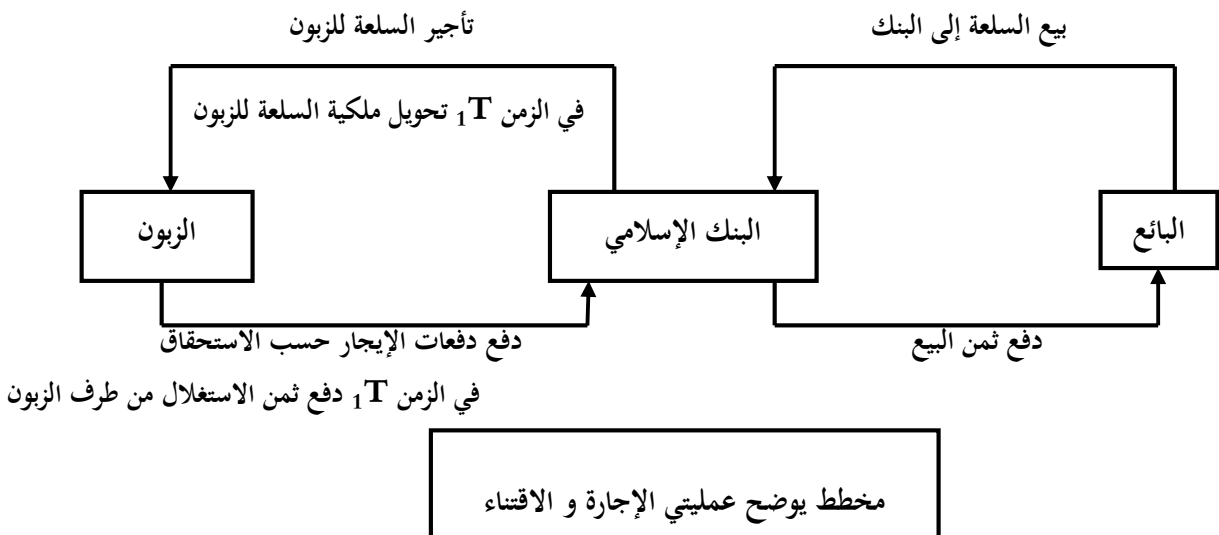 بيع السلعة إلى البنك
تأجير السلعة للزبون
في الزمن T1 تحويل ملكية السلعة للزبون
البائع
البنك الإسلامي
الزبون
دفع ثمن البيع
دفع دفعات الإيجار حسب الاستحقاق
في الزمن T1 دفع ثمن الاستغلال من طرف الزبون
مخطط يوضح عمليتي الإجارة و الاقتناء